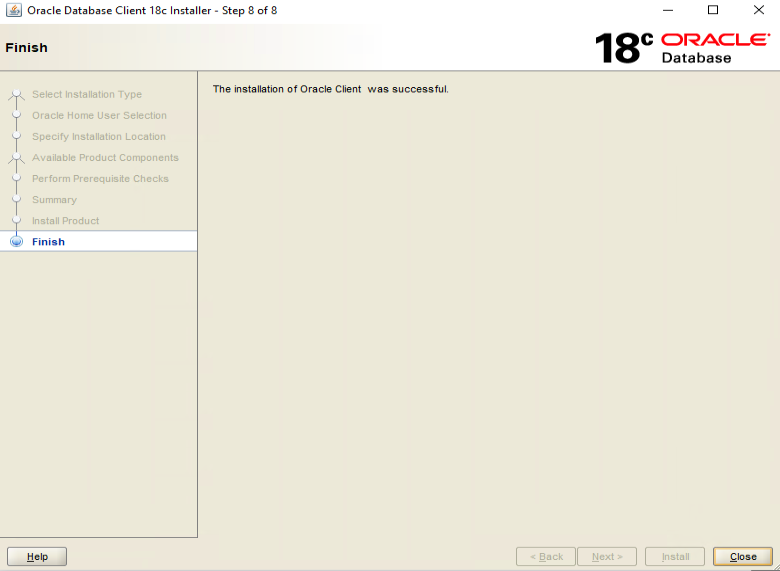 Oracle Database Client 18c Installer - Step 8 of 8
Finish
18c ORACLE
Database
Select Installation Type
Oracle Home User Selection
Specify Installation Location
Available Product Components
Perform Prerequisite Checks
Summary
Install Product
Finish
The installation of Oracle Client  was successful.
Help
< Back
Next >
Install
Close